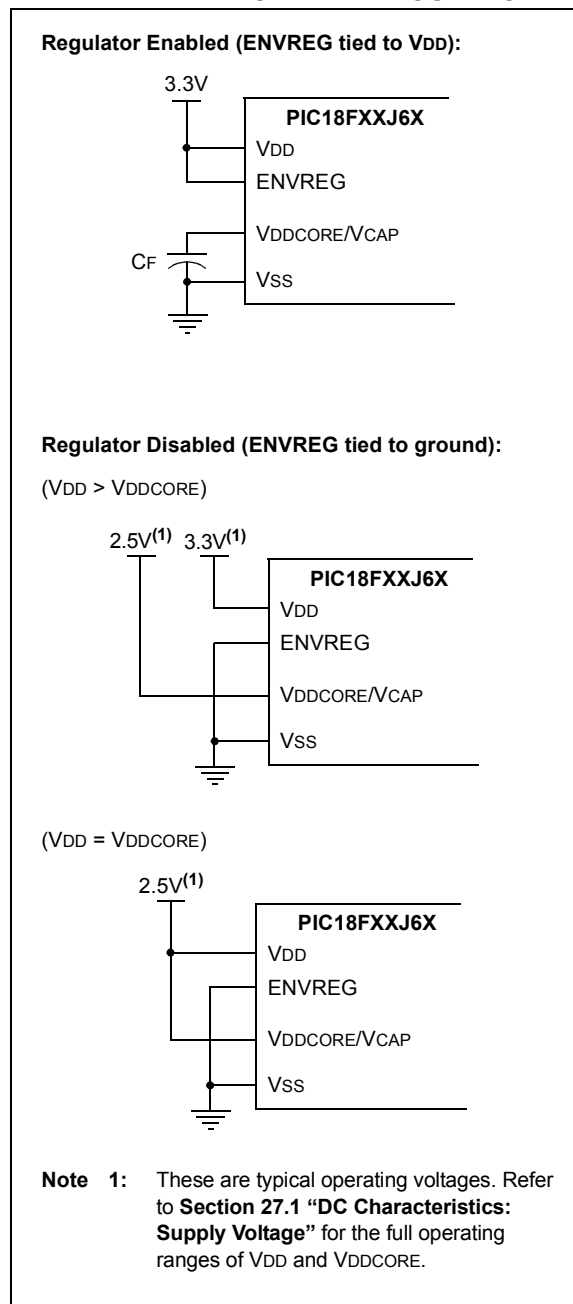 Regulator Enabled (ENVREG tied to VDD):
3.3V
PIC18FXXJ6X
VDD
ENVREG
VDDCORE/VCAP
CF
VSS
Regulator Disabled (ENVREG tied to ground):
(VDD > VDDCORE)
2.5V(1) 3.3V(1)
PIC18FXXJ6X
VDD
ENVREG
VDDCORE/VCAP
VSS
(VDD = VDDCORE)
2.5V(1)
PIC18FXXJ6X
VDD
ENVREG
VDDCORE/VCAP
VSS
Note 1: These are typical operating voltages. Refer
to Section 27.1 “DC Characteristics:
Supply Voltage” for the full operating
ranges of VDD and VDDCORE.